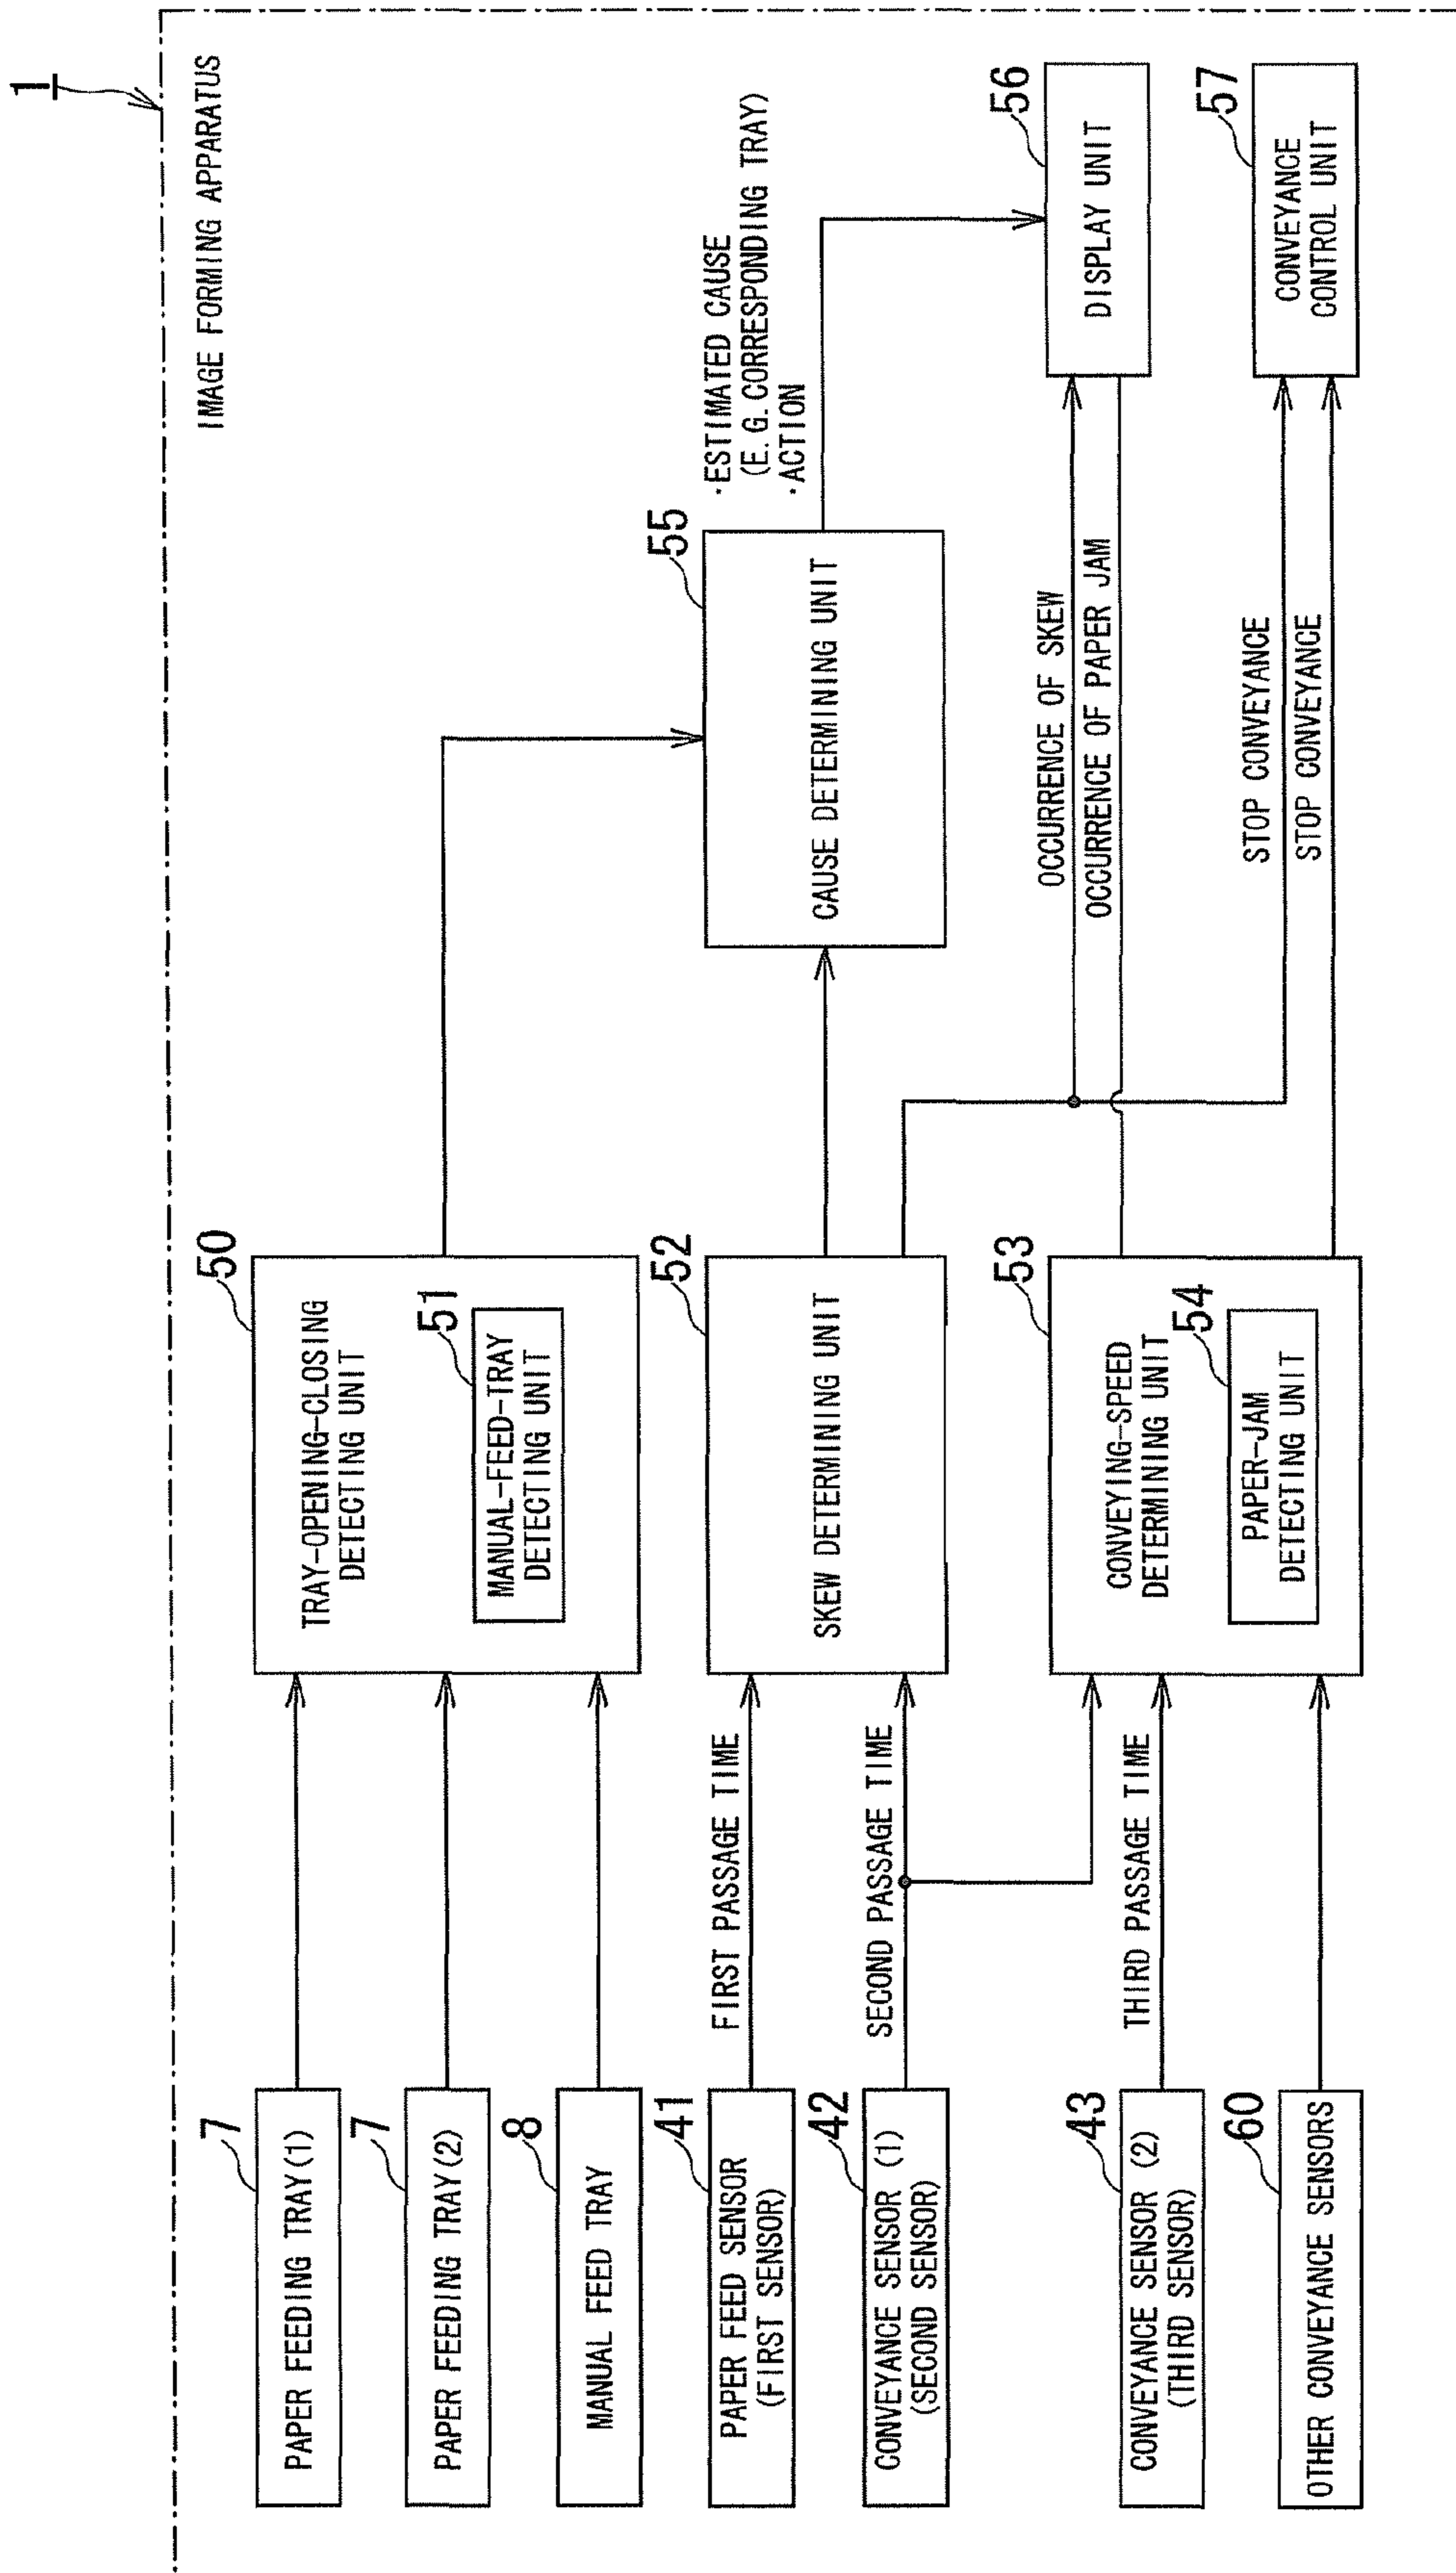 1
IMAGE FORMING APPARATUS
7
PAPER FEEDING TRAY(1)
7
PAPER FEEDING TRAY(2)
8
MANUAL FEED TRAY
41
PAPER FEED SENSOR
(FIRST SENSOR)
42
CONVEYANCE SENSOR (1)
(SECOND SENSOR)
43
CONVEYANCE SENSOR (2)
(THIRD SENSOR)
60
OTHER CONVEYANCE SENSORS
FIRST PASSAGE TIME
SECOND PASSAGE TIME
THIRD PASSAGE TIME
50
TRAY-OPENING-CLOSING
DETECTING UNIT
51
MANUAL-FEED-TRAY
DETECTING UNIT
52
SKEW DETERMINING UNIT
53
CONVEYING-SPEED
DETERMINING UNIT
54
PAPER-JAM
DETECTING UNIT
55
CAUSE DETERMINING UNIT
·ESTIMATED CAUSE
(E.G.CORRESPONDING TRAY)
·ACTION
OCCURRENCE OF SKEW
OCCURRENCE OF PAPER JAM
STOP CONVEYANCE
STOP CONVEYANCE
56
DISPLAY UNIT
57
CONVEYANCE
CONTROL UNIT